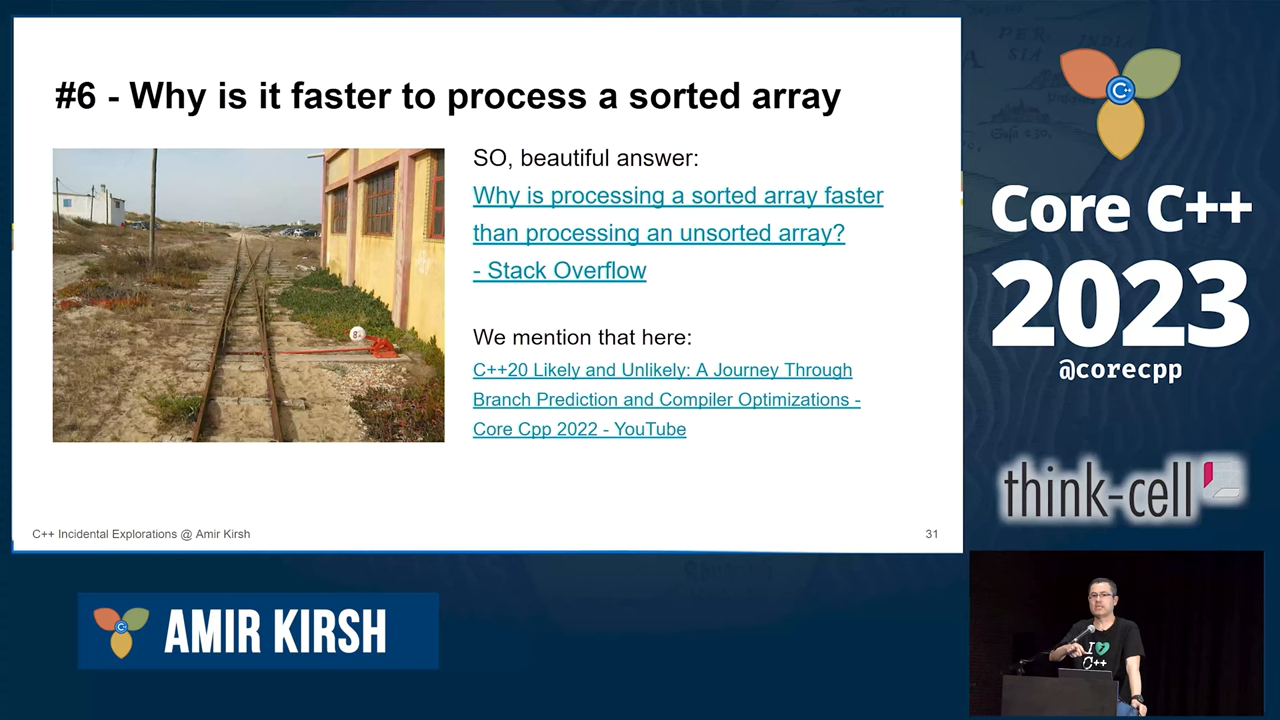 #6 - Why is it faster to process a sorted array
SO, beautiful answer:
Why is processing a sorted array faster
than processing an unsorted array?
- Stack Overflow
We mention that here:
C++20 Likely and Unlikely: A Journey Through
Branch Prediction and Compiler Optimizations -
Core Cpp 2022 - YouTube
C++ Incidental Explorations @ Amir Kirsh
31
C++
Core C++
2023
@corecpp
think-cell
AMIR KIRSH
I
C++